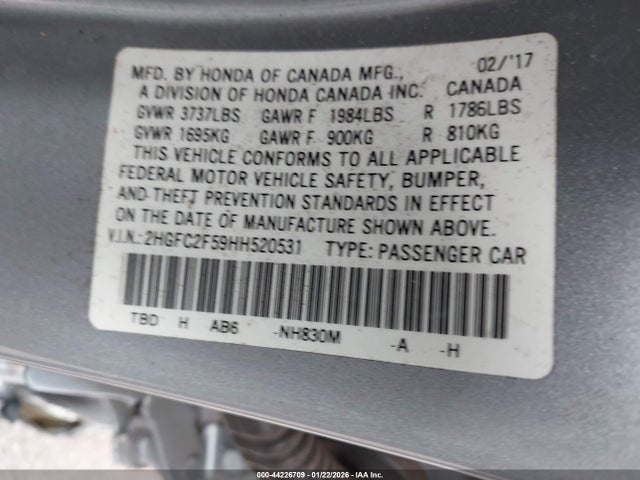 MFD. BY HONDA OF CANADA MFG., 02/'17
A DIVISION OF HONDA CANADA INC. CANADA
GVWR 3737LBS GAWR F 1984LBS R 1786LBS
GVWR 1695KG GAWR F 900KG R 810KG
THIS VEHICLE CONFORMS TO ALL APPLICABLE
FEDERAL MOTOR VEHICLE SAFETY, BUMPER,
AND THEFT PREVENTION STANDARDS IN EFFECT
ON THE DATE OF MANUFACTURE SHOWN ABOVE.
V.I.N.: 2HGFC2F59HH520531 TYPE: PASSENGER CAR
TBD H AB6 -NH830M -A -H
000-44226709 - 01/22/2026 - IAA Inc.